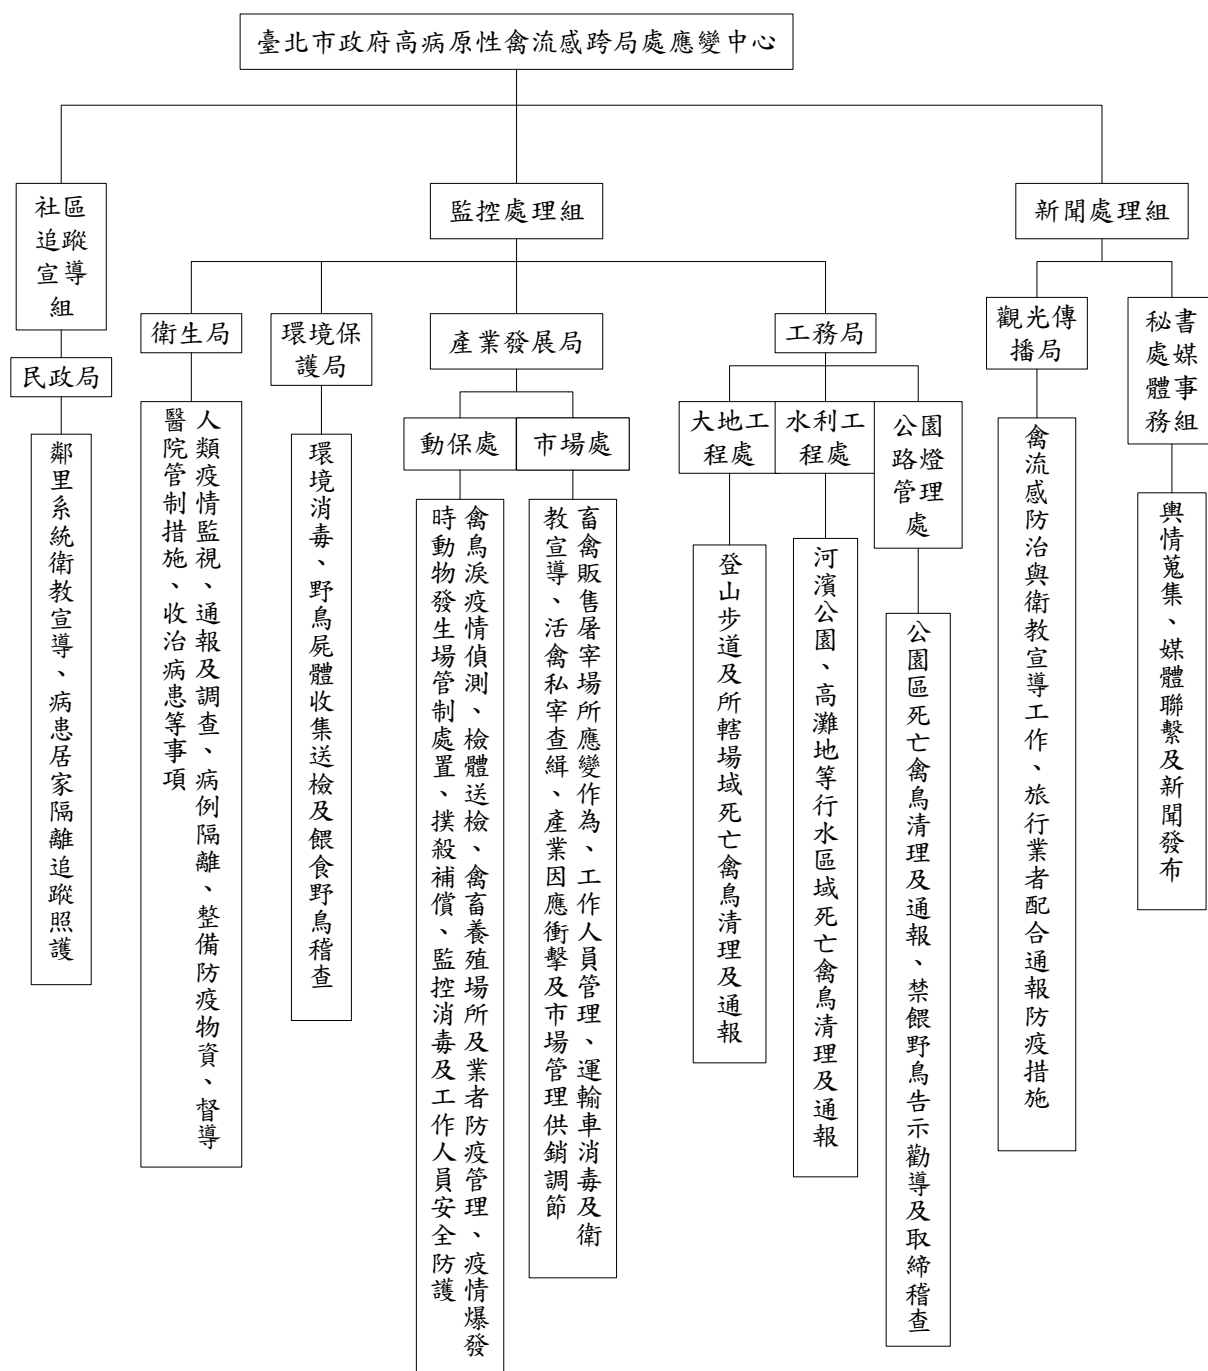 臺北市政府高病原性禽流感跨局處應變中心
社區
追蹤
宣導
組
監控處理組
新聞處理組
民政局
衛生局
環境保
護局
產業發展局
工務局
觀光傳
播局
秘書
處媒
體事
務組
動保處
市場處
大地工
程處
水利工
程處
公園
路燈
管理
處
鄰里系統衛教宣導、病患居家隔離追蹤照護
人類疫情監視、通報及調查、病例隔離、整備防疫物資、督導
醫院管制措施、收治病患等事項
環境消毒、野鳥屍體收集送檢及餵食野鳥稽查
禽鳥淚疫情偵測、檢體送檢、禽畜養殖場所及業者防疫管理、疫情爆發
時動物發生場管制處置、撲殺補償、監控消毒及工作人員安全防護
畜禽販售屠宰場所應變作為、工作人員管理、運輸車消毒及衛
教宣導、活禽私宰查緝、產業因應衝擊及市場管理供銷調節
登山步道及所轄場域死亡禽鳥清理及通報
河濱公園、高灘地等行水區域死亡禽鳥清理及通報
公園區死亡禽鳥清理及通報、禁餵野鳥告示勸導及取締稽查
禽流感防治與衛教宣導工作、旅行業者配合通報防疫措施
輿情蒐集、媒體聯繫及新聞發布